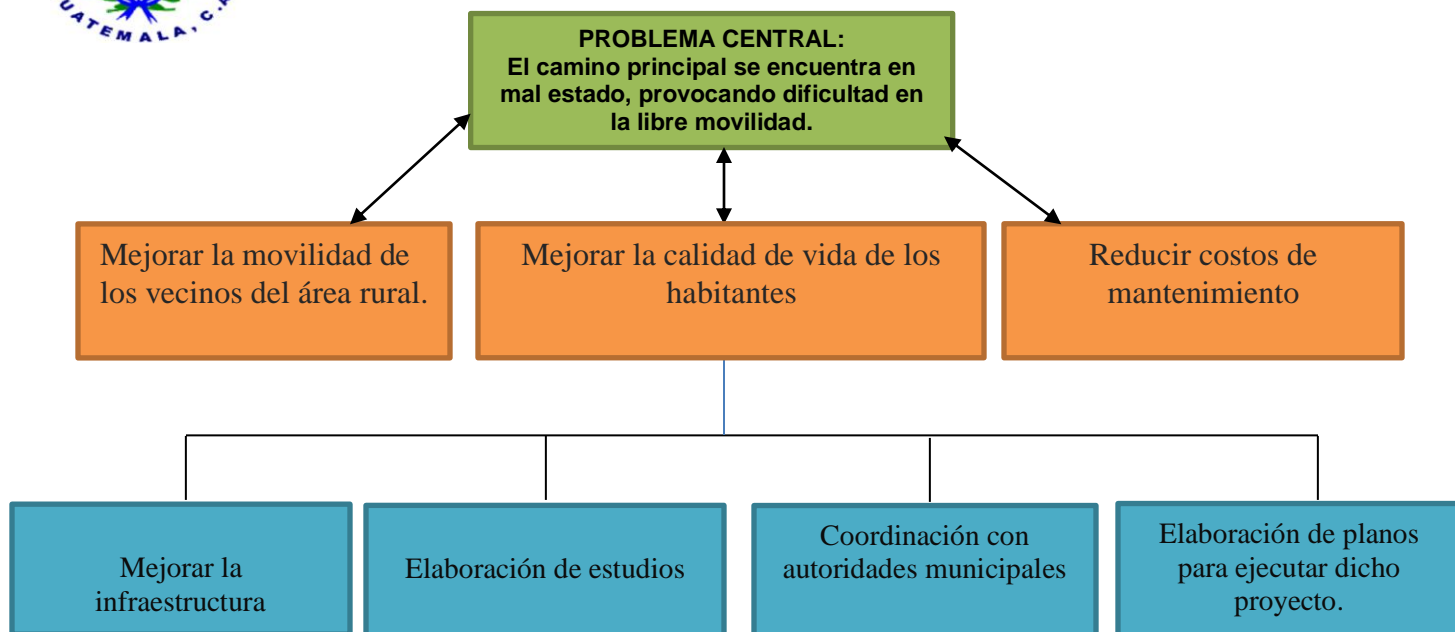 UATEMALA, C.
PROBLEMA CENTRAL:
El camino principal se encuentra en
mal estado, provocando dificultad en
la libre movilidad.
Mejorar la movilidad de
los vecinos del área rural.
Mejorar la calidad de vida de los
habitantes
Reducir costos de
mantenimiento
Mejorar la
infraestructura
Elaboración de estudios
Coordinación con
autoridades municipales
Elaboración de planos
para ejecutar dicho
proyecto.